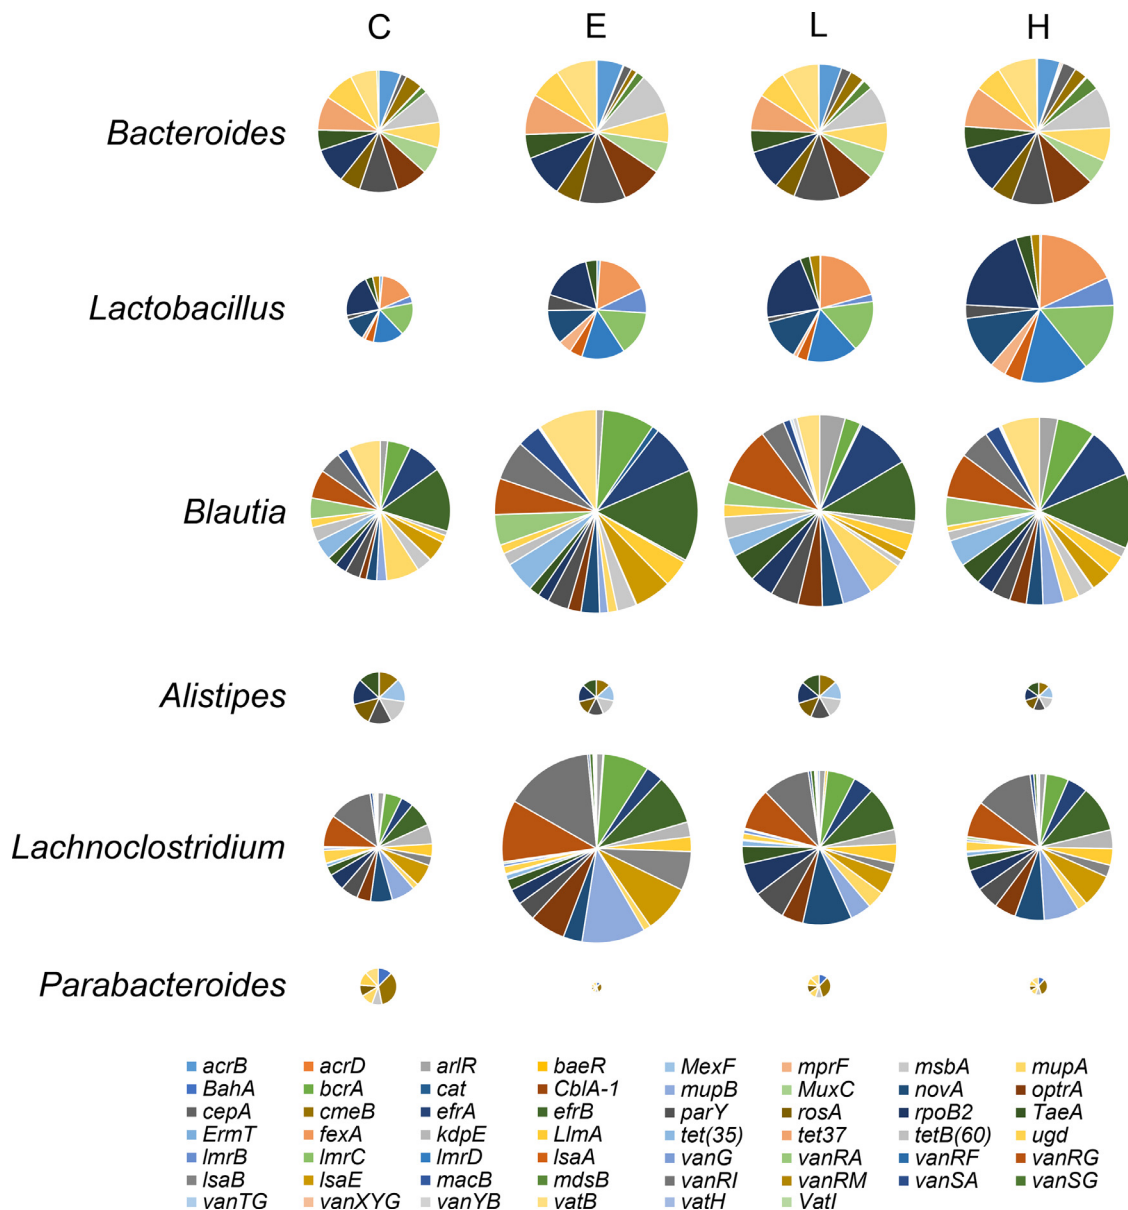 C E L H
Bacteroides
Lactobacillus
Blautia
Alistipes
Lachnoclostridium
Parabacteroides
acrB acrD arlR baeR MexF mprF msbA mupA
BahA bcrA cat CblA-1 mupB MuxC novA optrA
cepA cmeB efrA efrB parY rosA rpoB2 TaeA
ErmT fexA kdpE LlmA tet(35) tet37 tetB(60) ugd
lmrB lmrC lmrD lsaA vanG vanRA vanRF vanRG
lsaB lsaE macB mdsB vanRI vanRM vanSA vanSG
vanTG vanXYG vanYB vatB vatH VatI